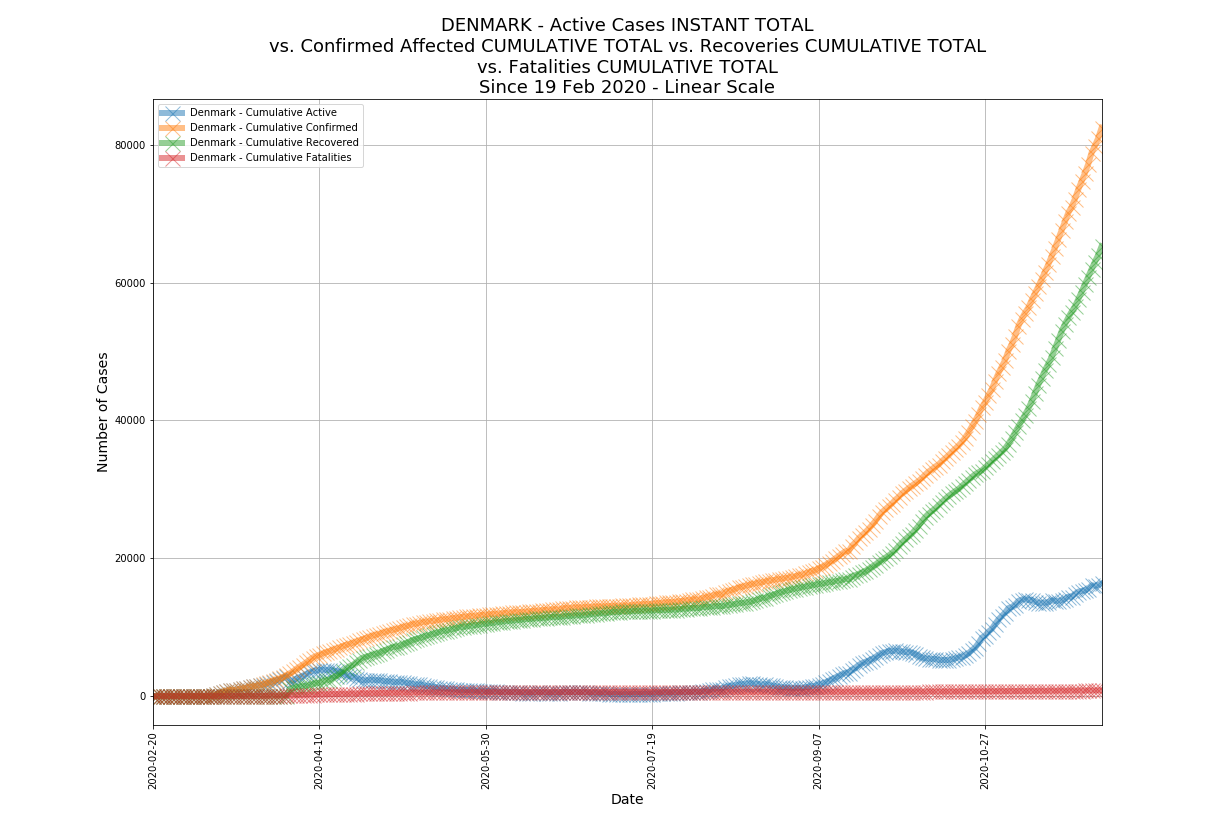 DENMARK - Active Cases INSTANT TOTAL
vs. Confirmed Affected CUMULATIVE TOTAL vs. Recoveries CUMULATIVE TOTAL
vs. Fatalities CUMULATIVE TOTAL
Since 19 Feb 2020 - Linear Scale
Denmark - Cumulative Active
Denmark - Cumulative Confirmed
Denmark - Cumulative Recovered
Denmark - Cumulative Fatalities
Number of Cases
80000
60000
40000
20000
0
2020-02-20
2020-04-10
2020-05-30
2020-07-19
2020-09-07
2020-10-27
Date